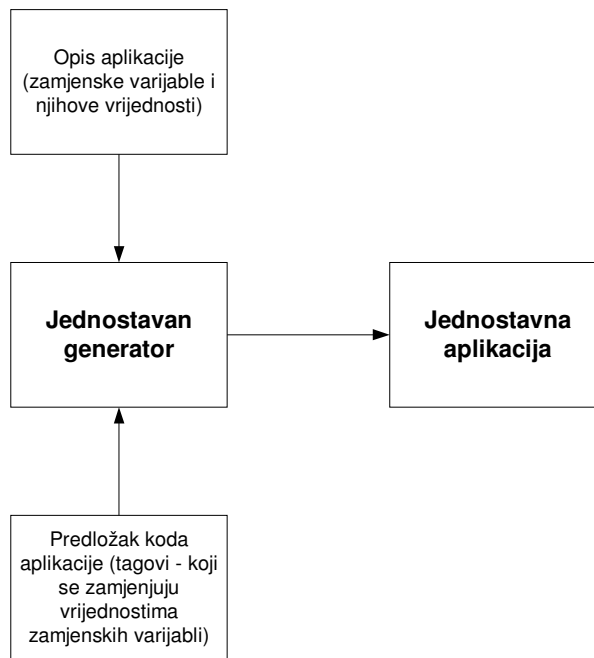 Opis aplikacije
(zamjenske varijable i
njihove vrijednosti)
Jednostavan
generator
Jednostavna
aplikacija
Predložak koda
aplikacije (tagovi - koji
se zamjenjuju
vrijednostima
zamjenskih varijabli)